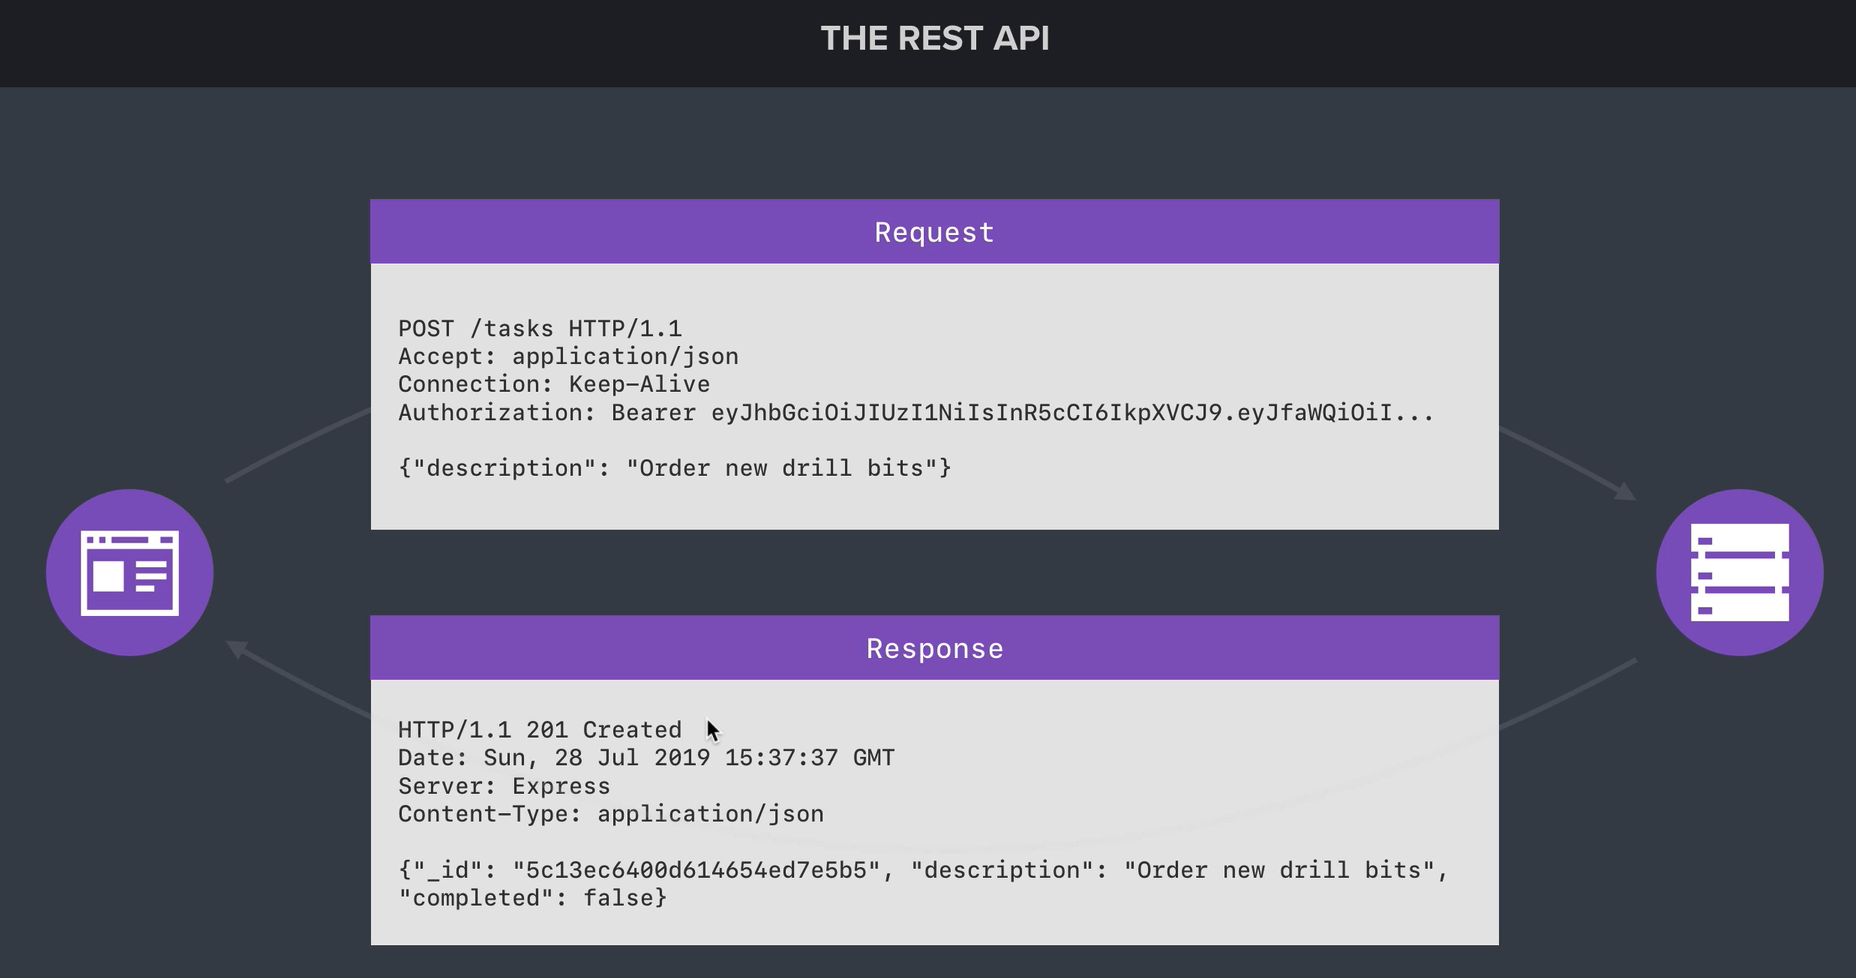 THE REST API
Request
POST /tasks HTTP/1.1
Accept: application/json
Connection: Keep-Alive
Authorization: Bearer eyJhbGciOiJIUzI1NiIsInR5cCI6IkpXVCJ9.eyJfaWQiOiI...
{"description": "Order new drill bits"}
Response
HTTP/1.1 201 Created
Date: Sun, 28 Jul 2019 15:37:37 GMT
Server: Express
Content-Type: application/json
{"_id": "5c13ec6400d614654ed7e5b5", "description": "Order new drill bits",
"completed": false}